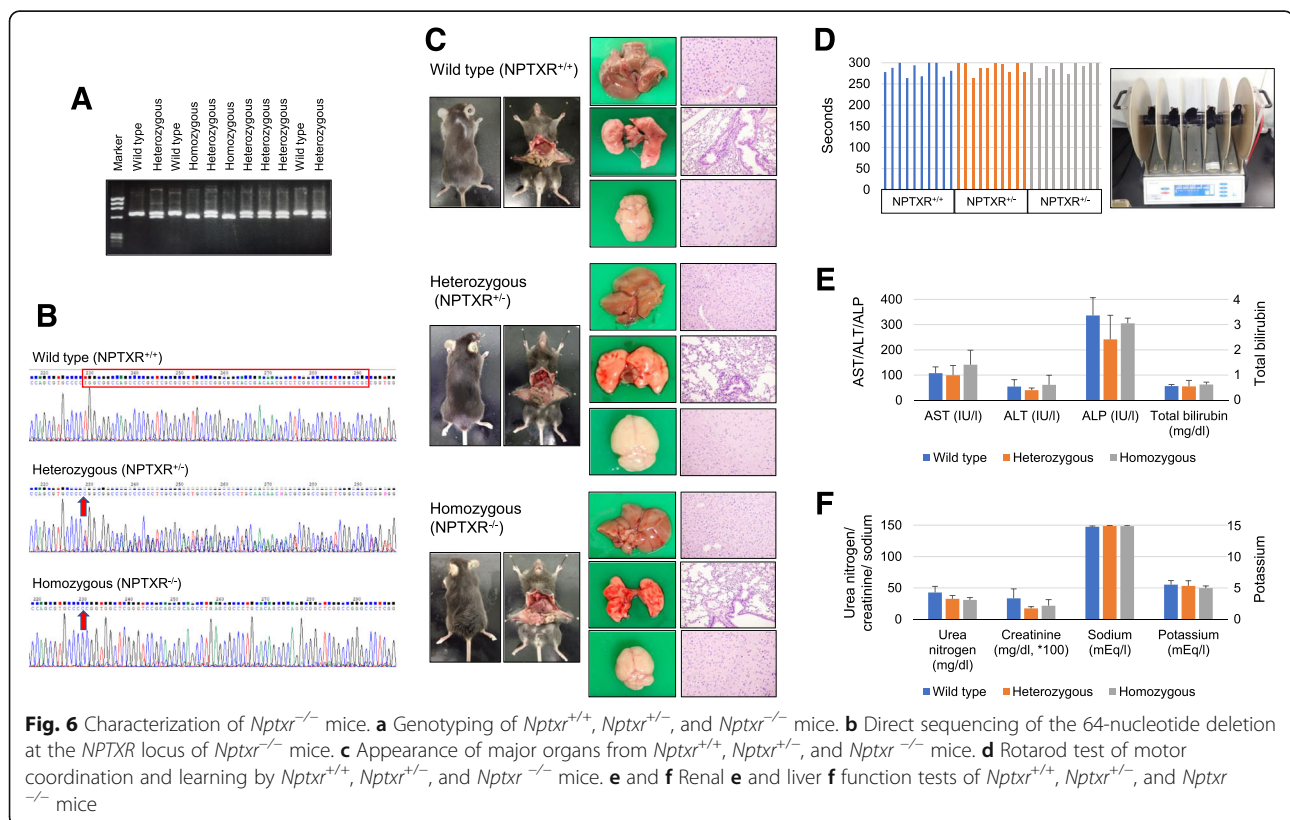 A
Marker
Wild type
Heterozygous
Wild type
Homozygous
Heterozygous
Homozygous
Heterozygous
Heterozygous
Heterozygous
Wild type
Heterozygous
B
Wild type (NPTXR+/+)
220 230 240 250 260 270 280 290
Heterozygous (NPTXR+/-)
Homozygous (NPTXR-/-)
C
Wild type (NPTXR+/+)
Heterozygous
(NPTXR+/-)
Homozygous
(NPTXR-/-)
D
Seconds
300
250
200
150
100
50
0
NPTXR+/+ NPTXR+/- NPTXR+/-
E
AST/ALT/ALP
400
300
200
100
0
4
3
2
1
0
Total bilirubin
AST (IU/l) ALT (IU/l) ALP (IU/l) Total bilirubin
(mg/dl)
Wild type Heterozygous Homozygous
F
Urea nitrogen/
creatinine/ sodium
150
100
50
0
15
10
5
0
Potassium
Urea nitrogen (mg/dl)
Creatinine (mg/dl, *100)
Sodium (mEq/l)
Potassium (mEq/l)
Wild type Heterozygous Homozygous
Fig. 6 Characterization of Nptxr−/− mice. a Genotyping of Nptxr+/+, Nptxr+/−, and Nptxr−/− mice. b Direct sequencing of the 64-nucleotide deletion
at the NPTXR locus of Nptxr−/− mice. c Appearance of major organs from Nptxr+/+, Nptxr+/−, and Nptxr −/− mice. d Rotarod test of motor
coordination and learning by Nptxr+/+, Nptxr+/−, and Nptxr −/− mice. e and f Renal e and liver f function tests of Nptxr+/+, Nptxr+/−, and Nptxr
−/− mice